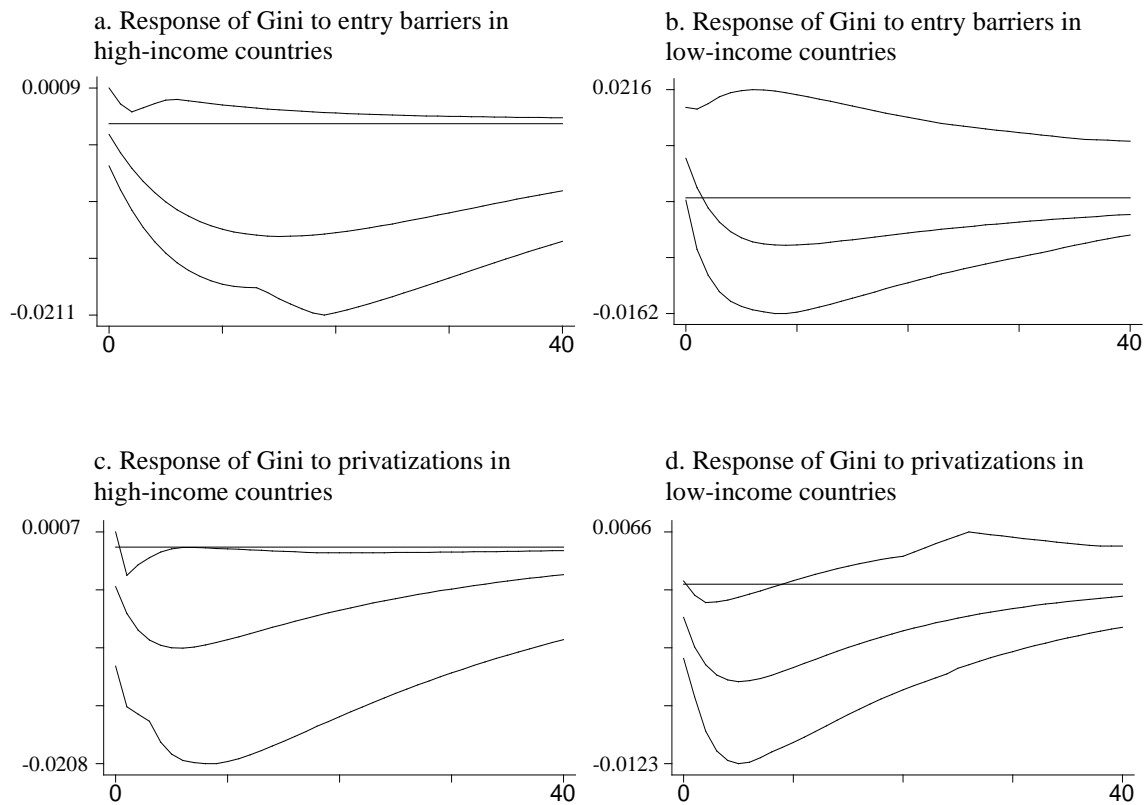 a. Response of Gini to entry barriers in
high-income countries
0.0009
-0.0211
0
40
b. Response of Gini to entry barriers in
low-income countries
0.0216
-0.0162
0
40
c. Response of Gini to privatizations in
high-income countries
0.0007
-0.0208
0
40
d. Response of Gini to privatizations in
low-income countries
0.0066
-0.0123
0
40